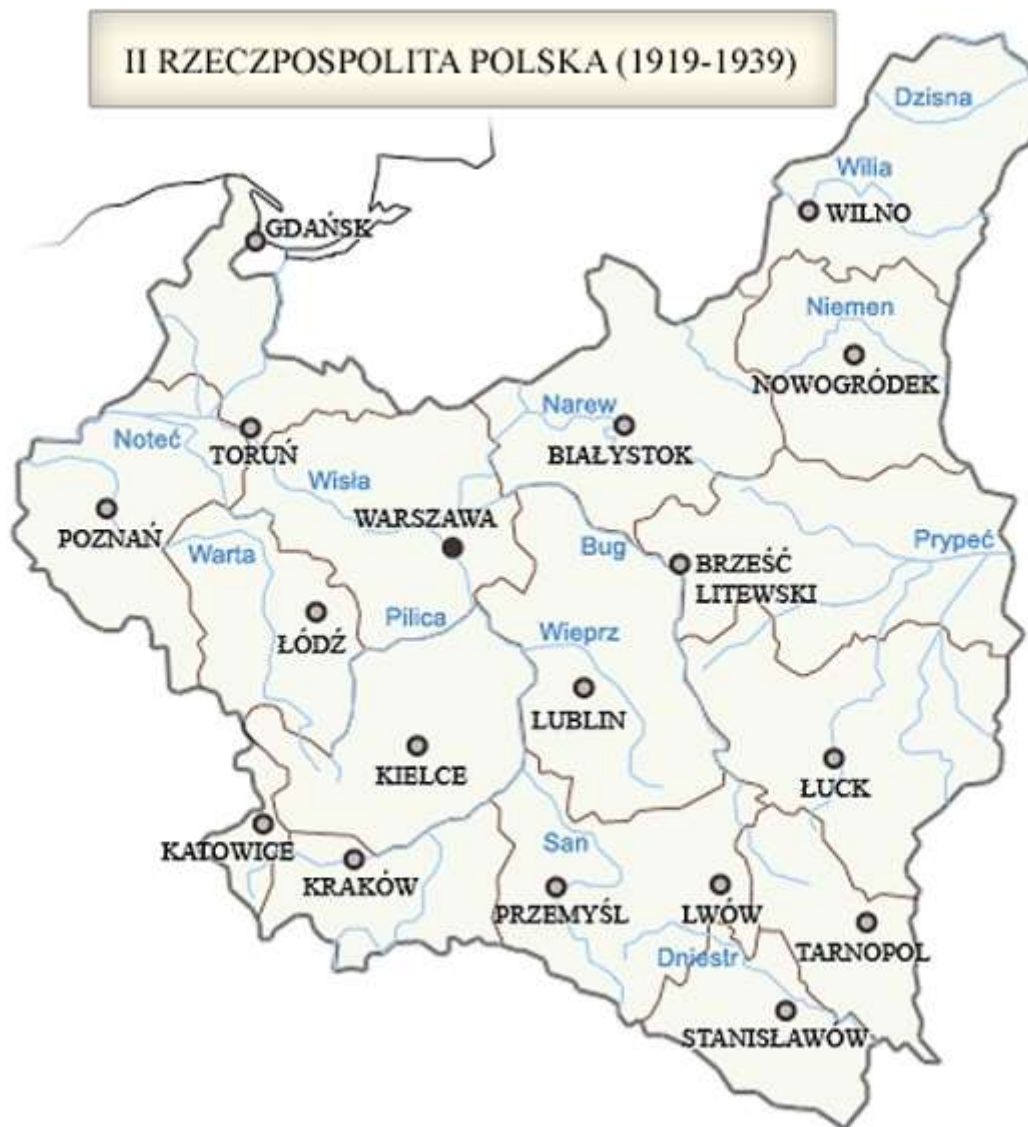 II RZECZPOSPOLITA POLSKA (1919-1939)
Dzisna
Wilia
WILNO
GDAŃSK
Niemen
NOWOGRÓDEK
Narew
BIAŁYSTOK
Noteć
TORUŃ
Wisła
WARSZAWA
POZNAŃ
Warta
Bug
Prypeć
BRZEŚĆ
LITEWSKI
Pilica
ŁÓDŹ
Wieprz
LUBLIN
KIELCE
ŁUCK
KATOWICE
KRAKÓW
San
PRZEMYŚL
LWÓW
TARNOPOL
Dniestr
STANISŁAWÓW